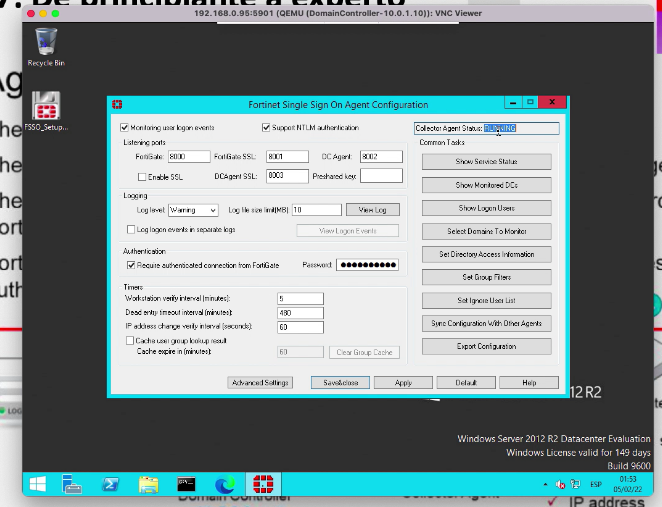 7. De principiante a experto
192.168.0.95:5901 (QEMU (DomainController-10.0.1.10)): VNC Viewer
Recycle Bin
FSSO_Setup...
Fortinet Single Sign On Agent Configuration
Monitoring user logon events
Support NTLM authentication
Collector Agent Status: RUNNING
Listening ports
FortiGate: 8000 FortiGate SSL: 8001 DC Agent: 8002
Enable SSL DCAgent SSL: 8003 Preshared key:
Logging
Log level: Warning Log file size limit(MB): 10 View Log
Log logon events in separate logs View Logon Events
Authentication
Require authenticated connection from FortiGate Password:
Timers
Workstation verify interval (minutes): 5
Dead entry timeout interval (minutes): 480
IP address change verify interval (seconds): 60
Cache user group lookup result
Cache expire in (minutes): 60 Clear Group Cache
Common Tasks
Show Service Status
Show Monitored DCs
Show Logon Users
Select Domains To Monitor
Set Directory Access Information
Set Group Filters
Set Ignore User List
Sync Configuration With Other Agents
Export Configuration
Advanced Settings Save&close Apply Default Help
12 R2
Windows Server 2012 R2 Datacenter Evaluation
Windows License valid for 149 days
Build 9600
ESP
01:53
05/02/22
Domain Controller
Collector Agent
IP address